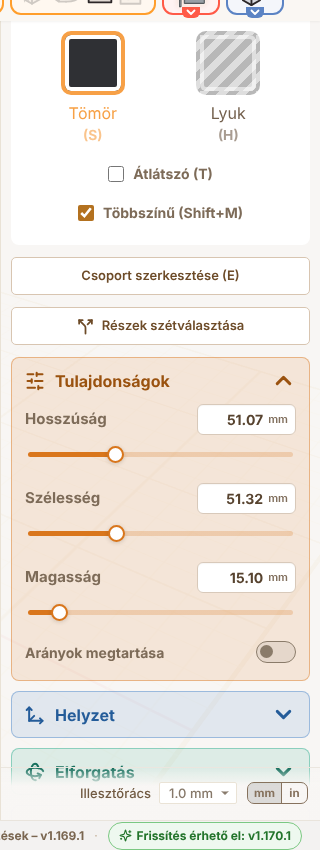 Tömör
(S)
Lyuk
(H)
Átlátszó (T)
Többszínű (Shift+M)
Csoport szerkesztése (E)
Részek szétválasztása
Tulajdonságok
Hosszúság 51.07 mm
Szélesség 51.32 mm
Magasság 15.10 mm
Arányok megtartása
Helyzet
Elforgatás
Illesztőrács 1.0 mm mm in
ések – v1.169.1 · Frissítés érhető el: v1.170.1